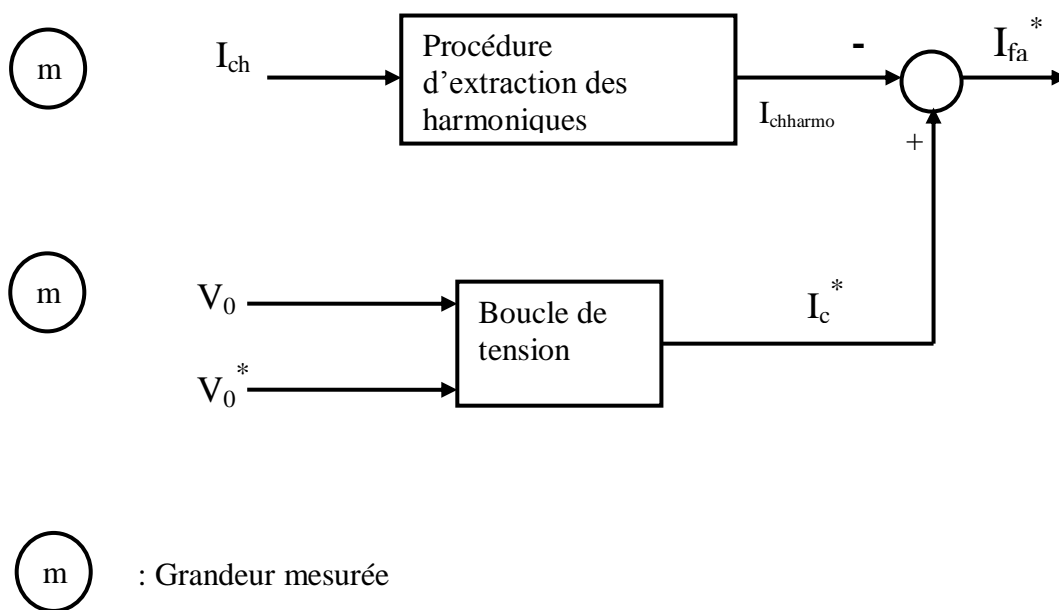 m
I_ch
Procédure
d'extraction des
harmoniques
-
I_fa*
I_chharmo
+
m
V_0
Boucle de
tension
I_c*
V_0*
m : Grandeur mesurée